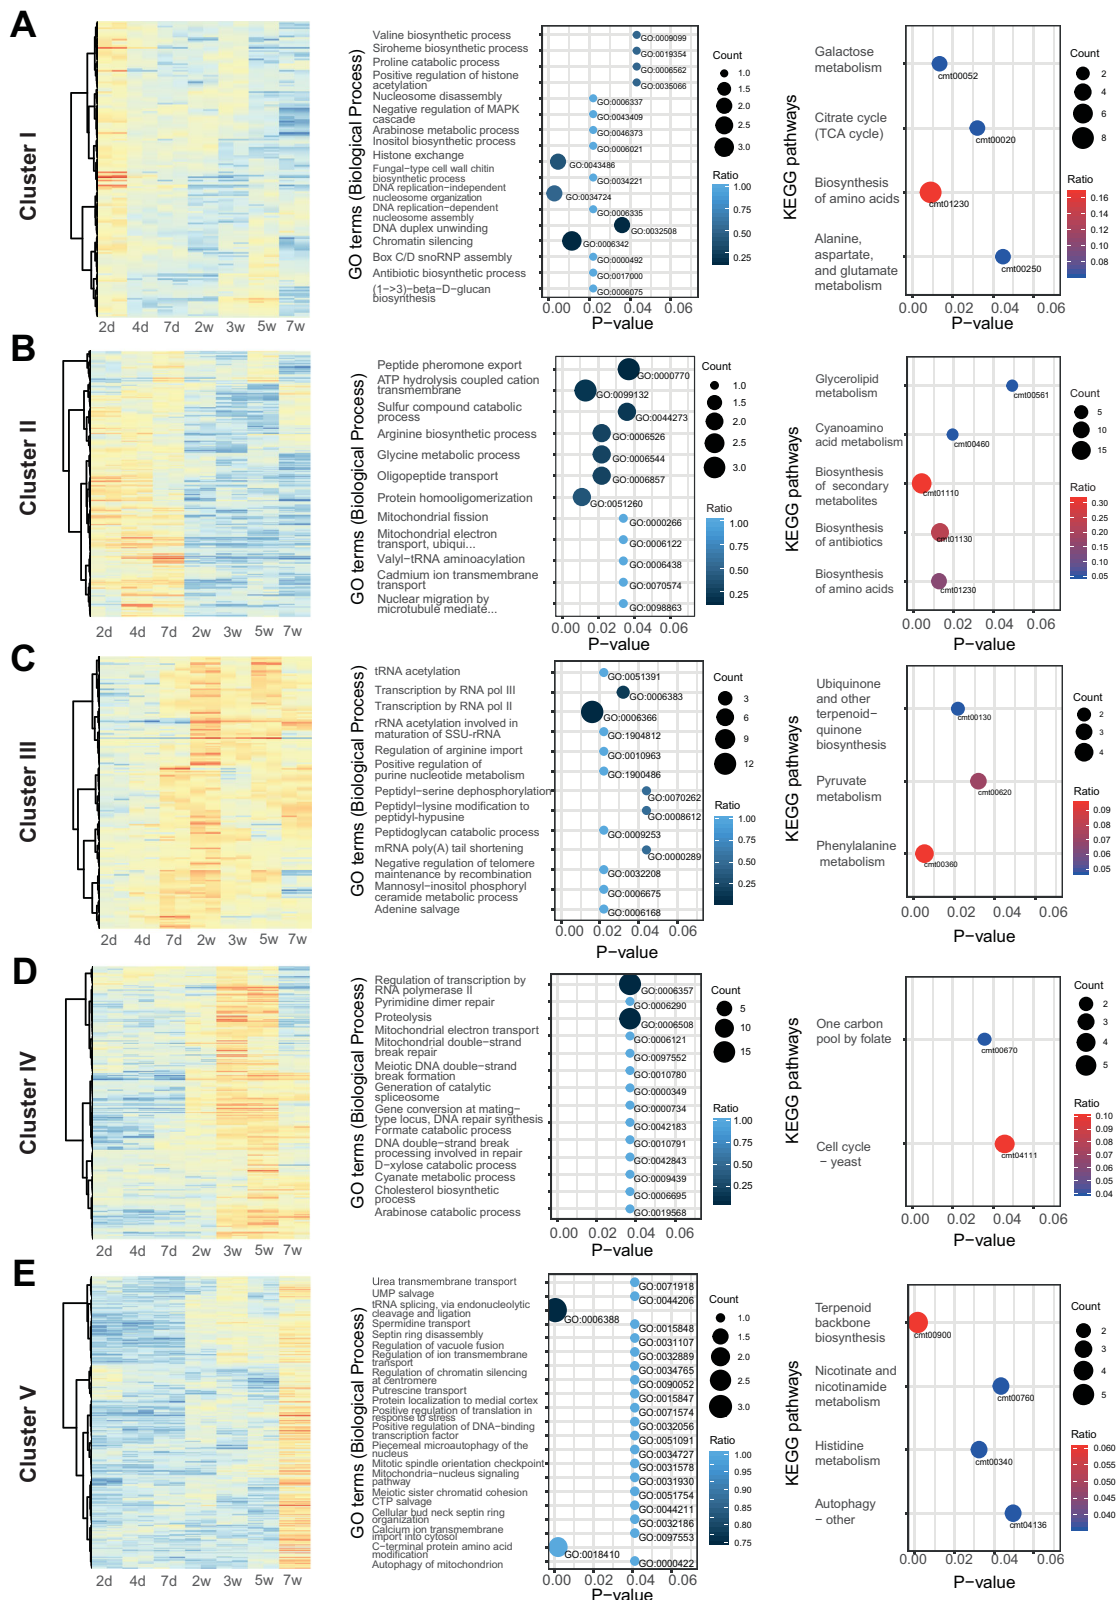 A
Cluster I
2d 4d 7d 2w 3w 5w 7w
GO terms (Biological Process)
Valine biosynthetic process
Siroheme biosynthetic process
Proline catabolic process
Positive regulation of histone
acetylation
Nucleosome disassembly
Negative regulation of MAPK
cascade
Arabinose metabolic process
Inositol biosynthetic process
Histone exchange
Fungal−type cell wall chitin
biosynthetic process
DNA replication−independent
nucleosome organization
DNA replication−dependent
nucleosome assembly
DNA duplex unwinding
Chromatin silencing
Box C/D snoRNP assembly
Antibiotic biosynthetic process
(1−>3)−beta−D−glucan
biosynthesis
GO:0009099
GO:0019354
GO:0006562
GO:0035066
GO:0006337
GO:0043409
GO:0046373
GO:0006021
GO:0043486
GO:0034221
GO:0034724
GO:0006335
GO:0032508
GO:0006342
GO:0000492
GO:0017000
GO:0006075
0.00 0.02 0.04 0.06
P−value
Count
1.0
1.5
2.0
2.5
3.0
Ratio
1.00
0.75
0.50
0.25
KEGG pathways
Galactose
metabolism
Citrate cycle
(TCA cycle)
Biosynthesis
of amino acids
Alanine,
aspartate,
and glutamate
metabolism
cmt00052
cmt00020
cmt01230
cmt00250
0.00 0.02 0.04 0.06
P−value
Count
2
4
6
8
Ratio
0.16
0.14
0.12
0.10
0.08
0.06
B
Cluster II
2d 4d 7d 2w 3w 5w 7w
GO terms (Biological Process)
Peptide pheromone export
ATP hydrolysis coupled cation
transmembrane
Sulfur compound catabolic
process
Arginine biosynthetic process
Glycine metabolic process
Oligopeptide transport
Protein homooligomerization
Mitochondrial fission
Mitochondrial electron
transport, ubiqui...
Valyl−tRNA aminoacylation
Cadmium ion transmembrane
transport
Nuclear migration by
microtubule mediate...
GO:0000770
GO:0099132
GO:0044273
GO:0006526
GO:0006544
GO:0006857
GO:0051260
GO:0000266
GO:0006122
GO:0006438
GO:0070574
GO:0098863
0.00 0.02 0.04 0.06
P−value
Count
1.0
1.5
2.0
2.5
3.0
Ratio
1.00
0.75
0.50
0.25
KEGG pathways
Glycerolipid
metabolism
Cyanoamino
acid metabolism
Biosynthesis
of secondary
metabolites
Biosynthesis
of antibiotics
Biosynthesis
of amino acids
cmt00561
cmt00460
cmt01110
cmt01130
cmt01230
0.00 0.02 0.04 0.06
P−value
Count
5
10
15
Ratio
0.30
0.25
0.20
0.15
0.10
0.05
C
Cluster III
2d 4d 7d 2w 3w 5w 7w
GO terms (Biological Process)
tRNA acetylation
Transcription by RNA pol III
Transcription by RNA pol II
rRNA acetylation involved in
maturation of SSU−rRNA
Regulation of arginine import
Positive regulation of
purine nucleotide metabolism
Peptidyl−serine dephosphorylation
Peptidyl−lysine modification to
peptidyl-hypusine
Peptidoglycan catabolic process
mRNA poly(A) tail shortening
Negative regulation of telomere
maintenance by recombination
Mannosyl−inositol phosphoryl
ceramide metabolic process
Adenine salvage
GO:0051391
GO:0006383
GO:0006366
GO:1904812
GO:0010963
GO:1900486
GO:0070262
GO:0008612
GO:0009253
GO:0000289
GO:0032208
GO:0006675
GO:0006168
0.00 0.02 0.04 0.06
P−value
Count
3
6
9
12
Ratio
1.00
0.75
0.50
0.25
KEGG pathways
Ubiquinone
and other
terpenoid−
quinone
biosynthesis
Pyruvate
metabolism
Phenylalanine
metabolism
cmt00130
cmt00620
cmt00360
0.00 0.02 0.04 0.06
P−value
Count
2
3
4
Ratio
0.09
0.08
0.07
0.06
0.05
D
Cluster IV
2d 4d 7d 2w 3w 5w 7w
GO terms (Biological Process)
Regulation of transcription by
RNA polymerase II
Pyrimidine dimer repair
Proteolysis
Mitochondrial electron transport
Mitochondrial double−strand
break repair
Meiotic DNA double−strand
break formation
Generation of catalytic
spliceosome
Gene conversion at mating−
type locus, DNA repair synthesis
Formate catabolic process
DNA double−strand break
processing involved in repair
D−xylose catabolic process
Cyanate metabolic process
Cholesterol biosynthetic
process
Arabinose catabolic process
GO:0006357
GO:0006290
GO:0006508
GO:0006121
GO:0097552
GO:0010780
GO:0000349
GO:0000734
GO:0042183
GO:0010791
GO:0042843
GO:0009439
GO:0006695
GO:0019568
0.00 0.02 0.04 0.06
P−value
Count
5
10
15
Ratio
1.00
0.75
0.50
0.25
KEGG pathways
One carbon
pool by folate
Cell cycle
− yeast
cmt00670
cmt04111
0.00 0.02 0.04 0.06
P−value
Count
2
3
4
5
Ratio
0.10
0.09
0.08
0.07
0.06
0.05
0.04
E
Cluster V
2d 4d 7d 2w 3w 5w 7w
GO terms (Biological Process)
Urea transmembrane transport
UMP salvage
tRNA splicing, via endonucleolytic
cleavage and ligation
Spermidine transport
Septin ring disassembly
Regulation of vacuole fusion
Regulation of ion transmembrane
transport
Regulation of chromatin silencing
at centromere
Putrescine transport
Protein localization to medial cortex
Positive regulation of translation in
response to stress
Positive regulation of DNA−binding
transcription factor
Piecemeal microautophagy of the
nucleus
Mitotic spindle orientation checkpoint
Mitochondria−nucleus signaling
pathway
Meiotic sister chromatid cohesion
CTP salvage
Cellular bud neck septin ring
organization
Calcium ion transmembrane
import into cytosol
C−terminal protein amino acid
modification
Autophagy of mitochondrion
GO:0071918
GO:0044206
GO:0006388
GO:0015848
GO:0031107
GO:0032889
GO:0034765
GO:0090052
GO:0015847
GO:0071574
GO:0032056
GO:0051091
GO:0034727
GO:0031578
GO:0031930
GO:0051754
GO:0044211
GO:0032186
GO:0097553
GO:0018410
GO:0000422
0.00 0.02 0.04 0.06
P−value
Count
1.0
1.5
2.0
2.5
3.0
Ratio
1.00
0.95
0.90
0.85
0.80
0.75
KEGG pathways
Terpenoid
backbone
biosynthesis
Nicotinate and
nicotinamide
metabolism
Histidine
metabolism
Autophagy
− other
cmt00900
cmt00760
cmt00340
cmt04136
0.00 0.02 0.04 0.06
P−value
Count
2
3
4
5
Ratio
0.060
0.055
0.050
0.045
0.040